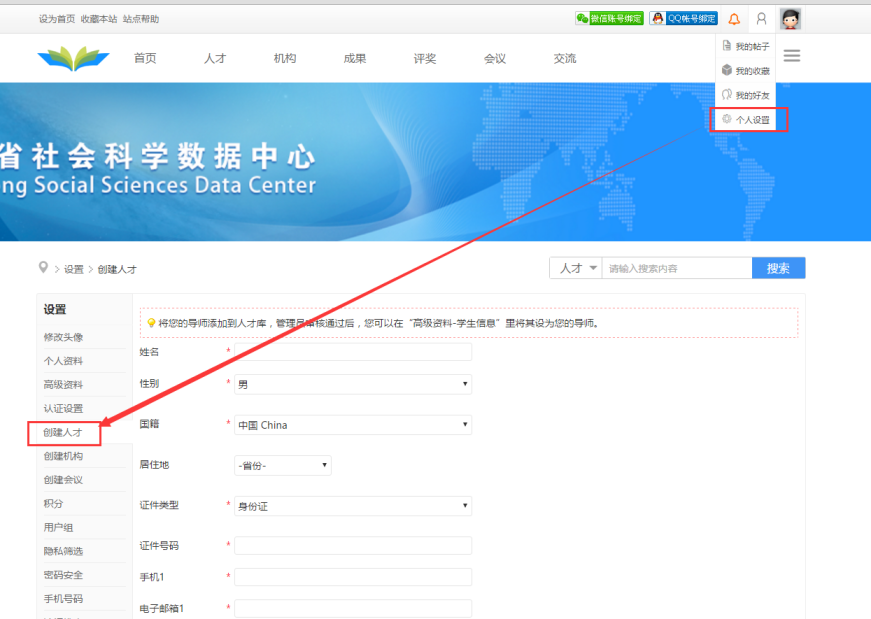 设为首页 收藏本站 站点帮助
微信账号绑定 QQ帐号绑定
首页 人才 机构 成果 评奖 会议 交流
我的帖子
我的收藏
我的好友
个人设置
省社会科学数据中心
ng Social Sciences Data Center
> 设置 > 创建人才
人才 请输入搜索内容 搜索
设置
修改头像
个人资料
高级资料
认证设置
创建人才
创建机构
创建会议
积分
用户组
隐私筛选
密码安全
手机号码
将您的导师添加到人才库，管理员审核通过后，您可以在“高级资料-学生信息”里将其设为您的导师。
姓名 *
性别 * 男
国籍 * 中国 China
居住地 -省份-
证件类型 * 身份证
证件号码 *
手机1 *
电子邮箱1 *